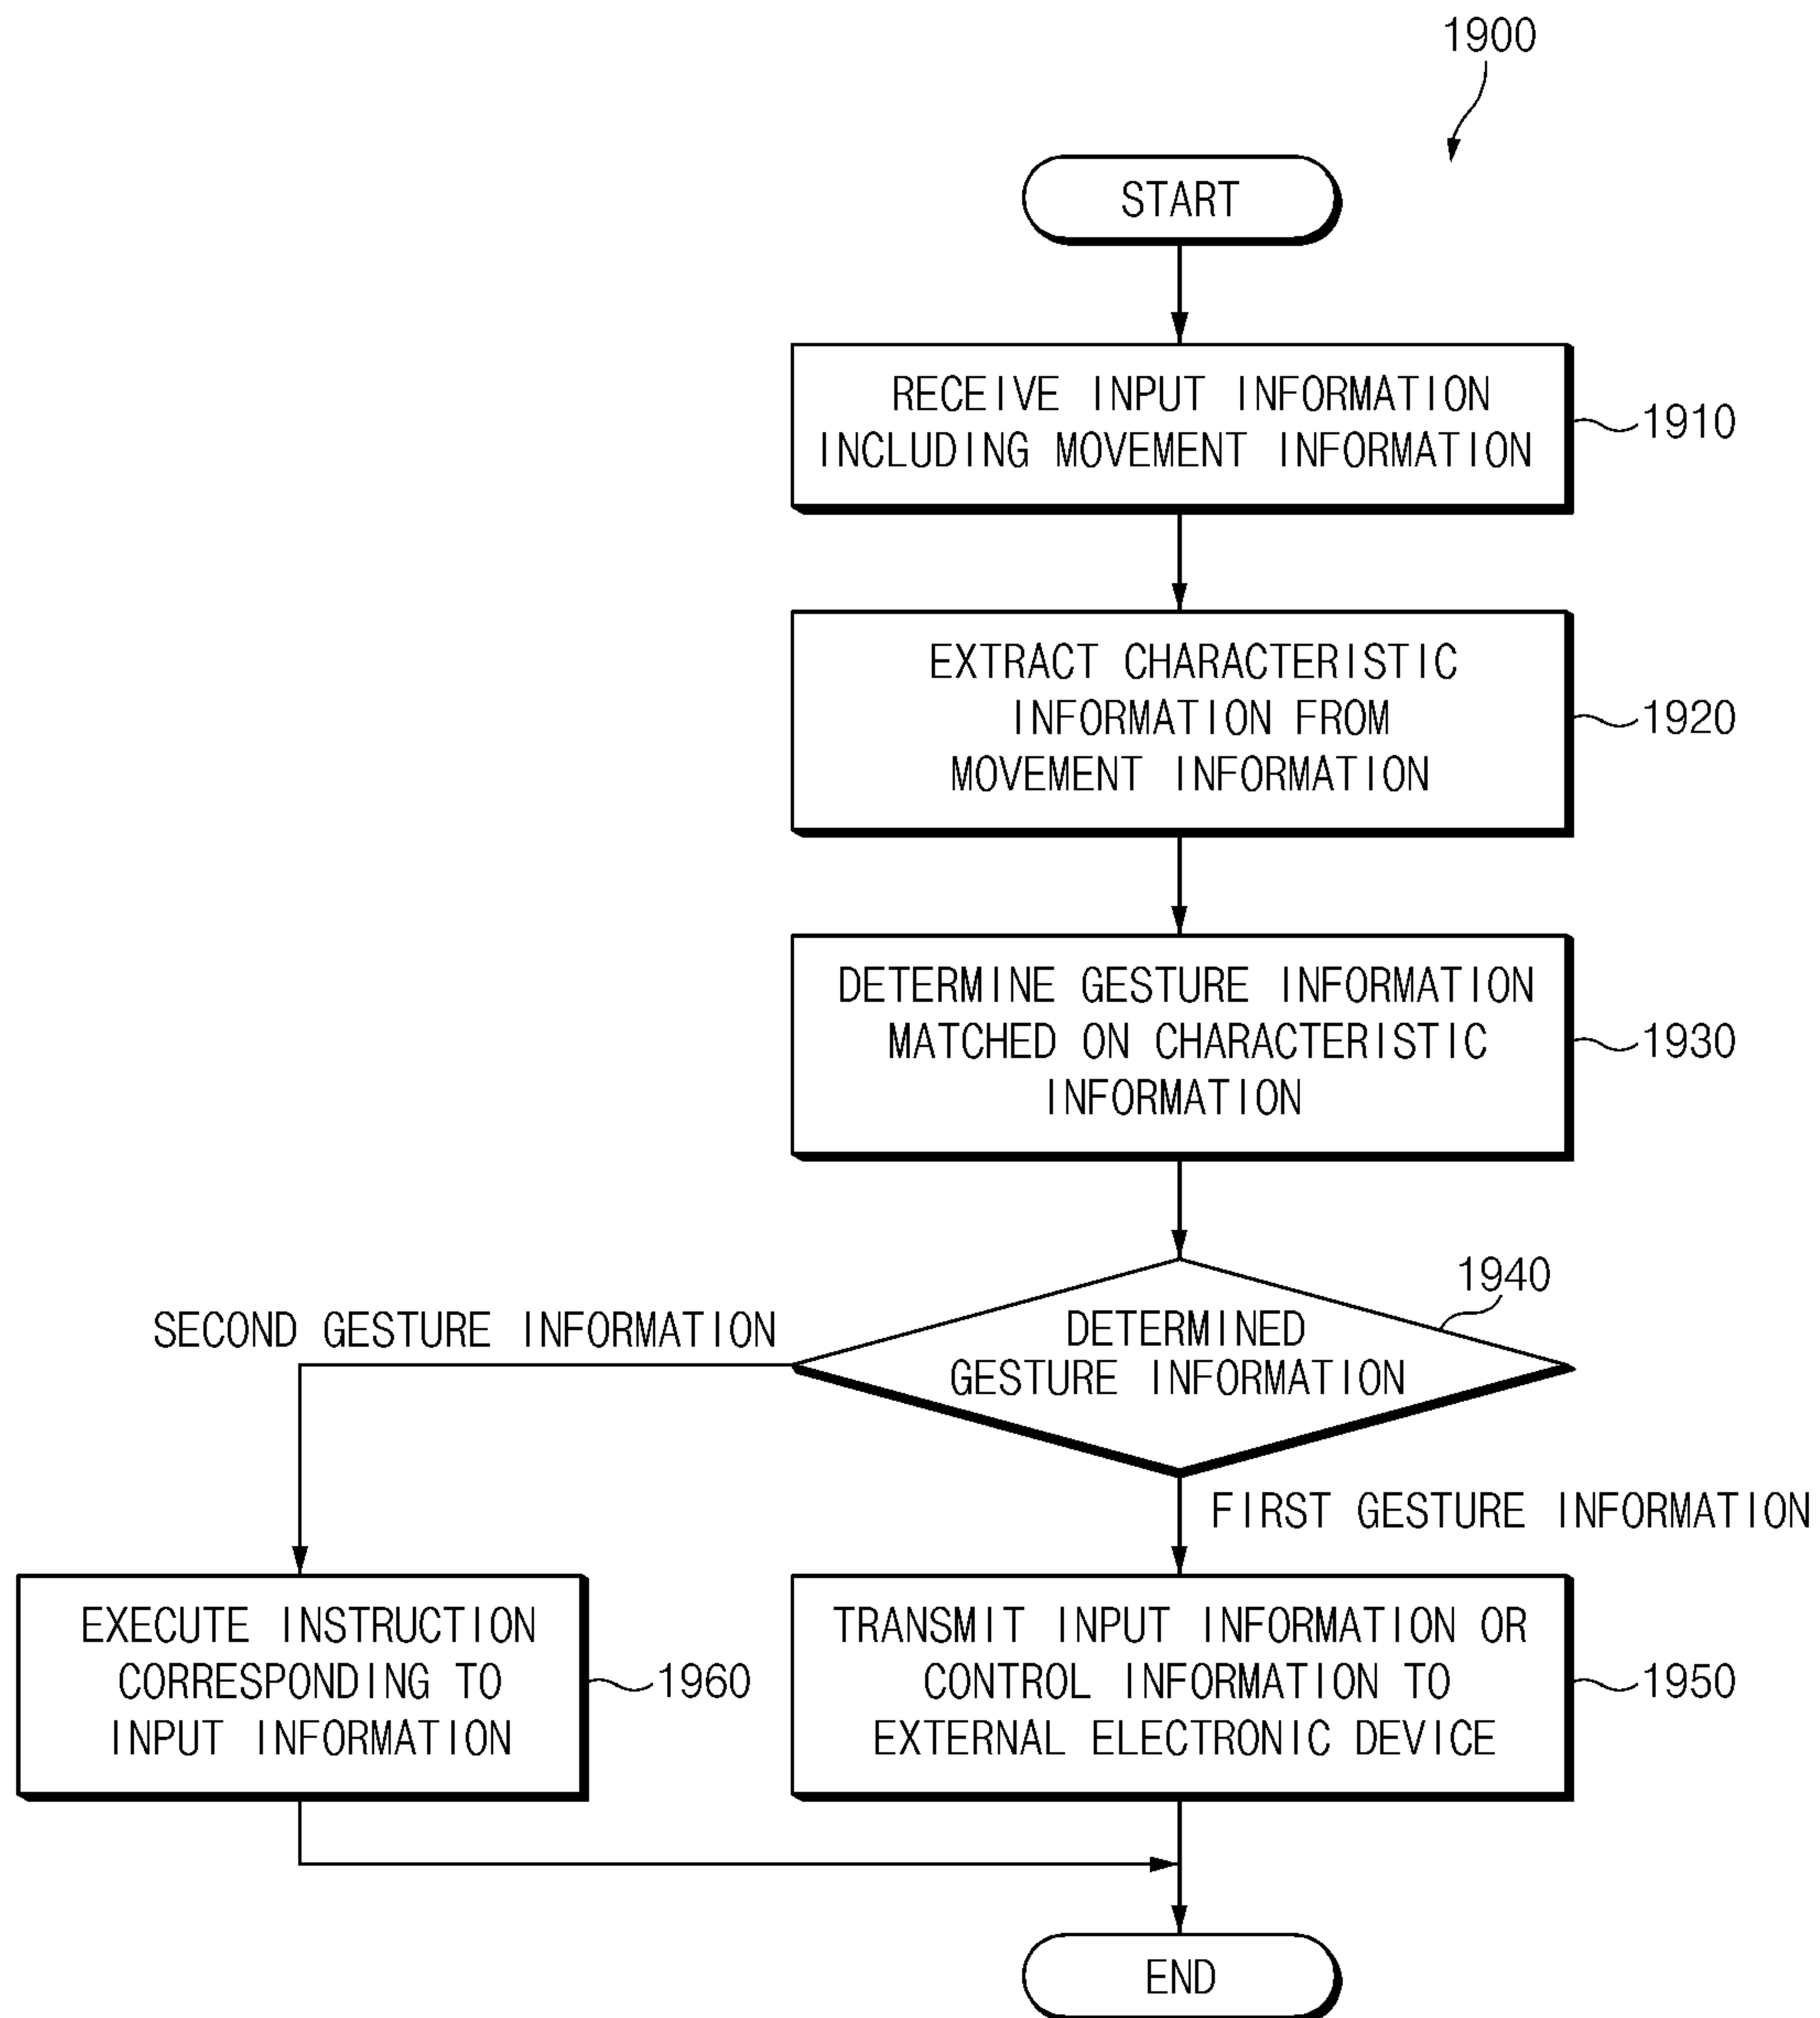 1900
START
RECEIVE INPUT INFORMATION
INCLUDING MOVEMENT INFORMATION
1910
EXTRACT CHARACTERISTIC
INFORMATION FROM
MOVEMENT INFORMATION
1920
DETERMINE GESTURE INFORMATION
MATCHED ON CHARACTERISTIC
INFORMATION
1930
1940
SECOND GESTURE INFORMATION
DETERMINED
GESTURE INFORMATION
FIRST GESTURE INFORMATION
EXECUTE INSTRUCTION
CORRESPONDING TO
INPUT INFORMATION
1960
TRANSMIT INPUT INFORMATION OR
CONTROL INFORMATION TO
EXTERNAL ELECTRONIC DEVICE
1950
END